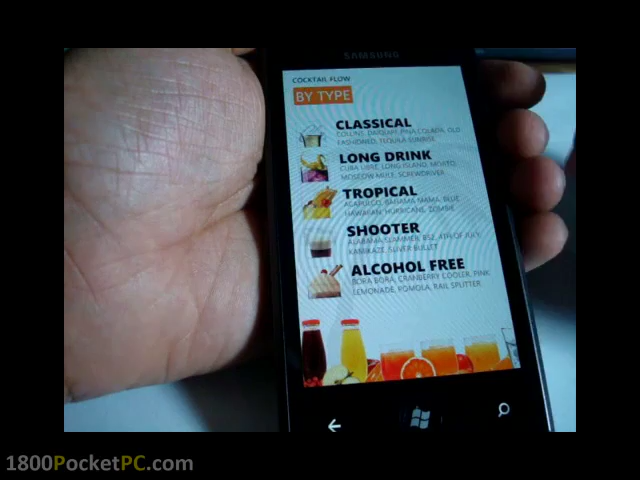 SAMSUNG
COCKTAIL FLOW
BY TYPE
CLASSICAL
COLLINS, DAIQUIRI, PINA COLADA, OLD
FASHIONED, TEQUILA SUNRISE
LONG DRINK
CUBA LIBRE, LONG ISLAND, MOJITO,
MOSCOW MULE, SCREWDRIVER
TROPICAL
ACAPULCO, BAHAMA MAMA, BLUE
HAWAIIAN, HURRICANE, ZOMBIE
SHOOTER
ALABAMA SLAMMER, B52, 4TH OF JULY,
KAMIKAZE, SILVER BULLET
ALCOHOL FREE
BORA BORA, CRANBERRY COOLER, PINK
LEMONADE, ROMOLA, RAIL SPLITTER
1800PocketPC.com